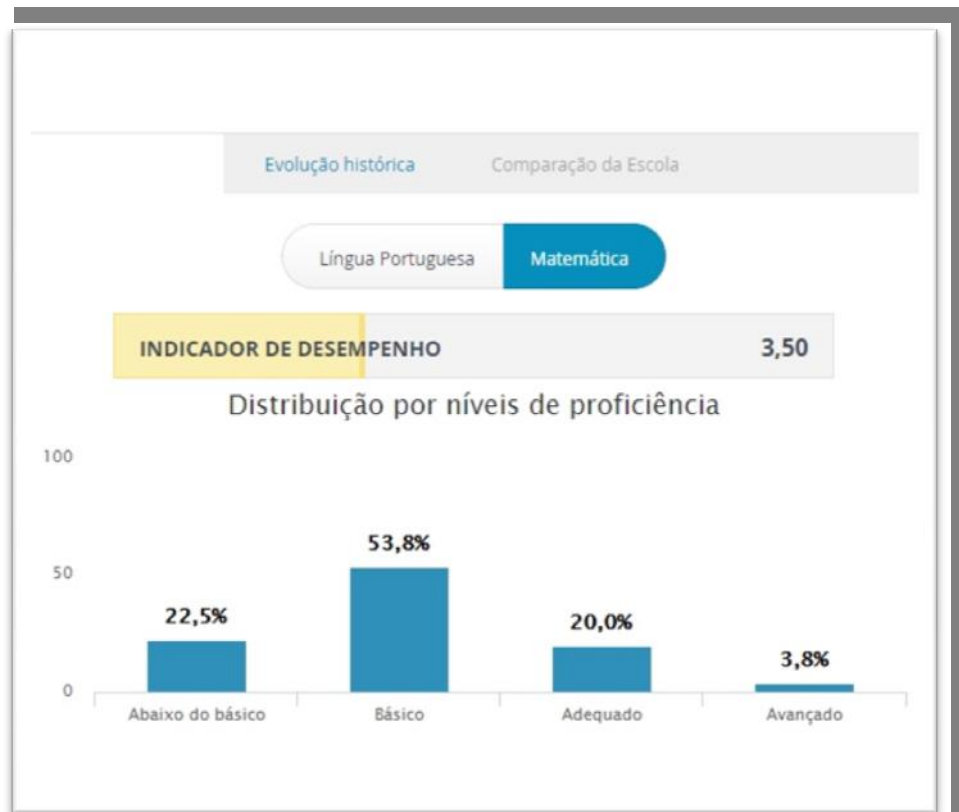 Evolução histórica Comparação da Escola
Língua Portuguesa Matemática
INDICADOR DE DESEMPENHO 3,50
Distribuição por níveis de proficiência
100
53,8%
50
22,5% 20,0%
3,8%
0
Abaixo do básico Básico Adequado Avançado